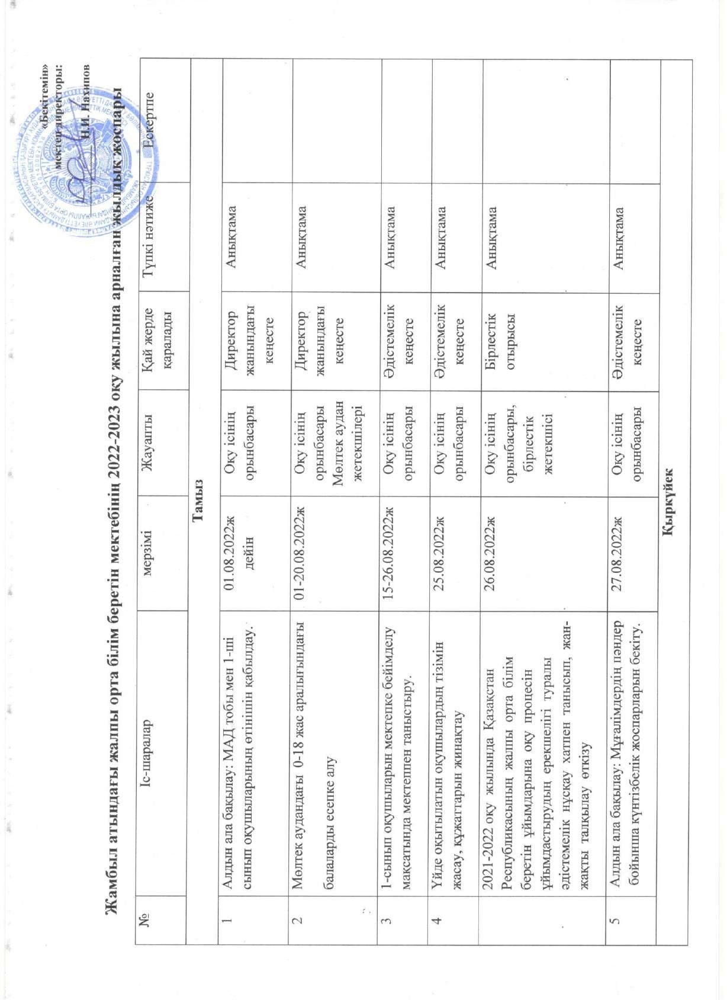 «Бекітемін»
мектеп директоры:
Н.И. Нахипов
Жамбыл атындағы жалпы орта білім беретін мектебінің 2022-2023 оқу жылына арналған жылдық жоспары
№ Іс-шаралар мерзімі Жауапты Қай жерде қаралады Түпкі нәтиже Ескертпе
Тамыз
1 Алдын ала бақылау: МАД тобы мен 1-ші 01.08.2022ж Оқу ісінің Директор Анықтама
сынып оқушыларының өтінішін қабылдау. дейін орынбасары жанындағы
кеңесте
2 Мөлтек аудандағы 0-18 жас аралығындағы 01-20.08.2022ж Оқу ісінің Директор Анықтама
балаларды есепке алу орынбасары жанындағы
Мөлтек аудан кеңесте
жетекшілері
3 1-сынып оқушыларын мектепке бейімделу 15-26.08.2022ж Оқу ісінің Әдістемелік Анықтама
мақсатында мектеппен таныстыру. орынбасары кеңесте
4 Үйде оқытылатын оқушылардың тізімін 25.08.2022ж Оқу ісінің Әдістемелік Анықтама
жасау, құжаттарын жинақтау орынбасары кеңесте
2021-2022 оқу жылында Қазақстан 26.08.2022ж Оқу ісінің Бірлестік Анықтама
Республикасының жалпы орта білім орынбасары, отырысы
беретін ұйымдарына оқу процесін бірлестік
ұйымдастырудың ерекшелігі туралы жетекшісі
әдістемелік нұсқау хатпен танысып, жан-
жақты талқылау өткізу
5 Алдын ала бақылау: Мұғалімдердің пәндер 27.08.2022ж Оқу ісінің Әдістемелік Анықтама
бойынша күнтізбелік жоспарларын бекіту. орынбасары кеңесте
Қыркүйек